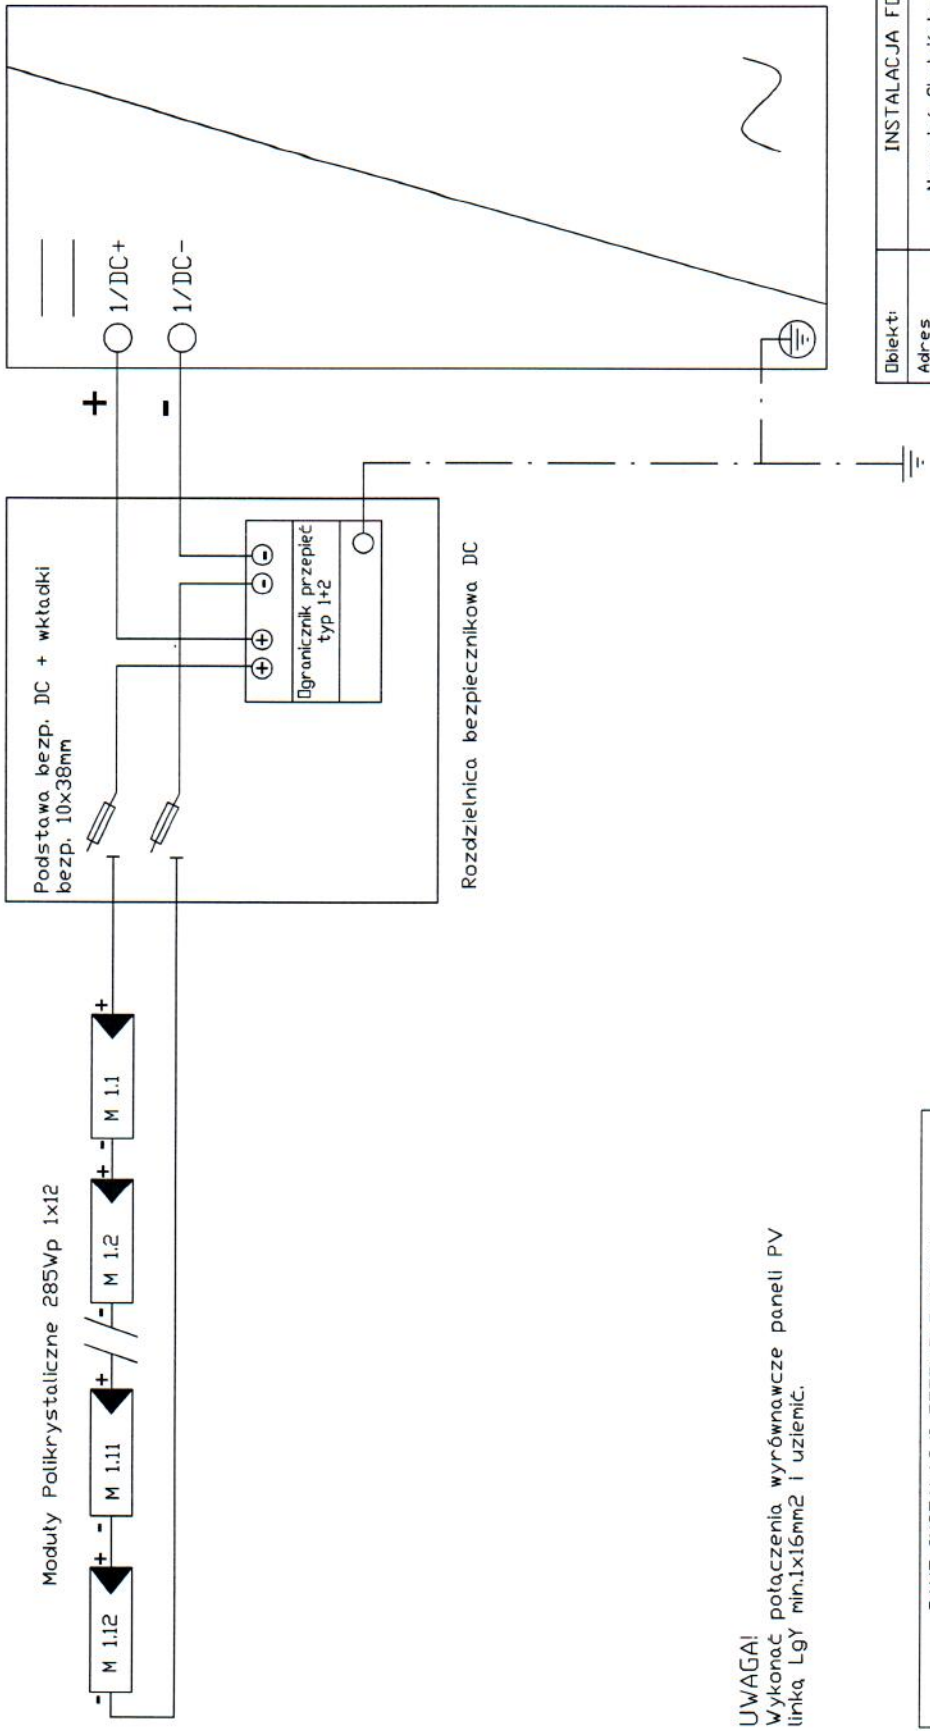 Moduły Polikrystaliczne 285Wp 1x12
- M 1.12 +
- M 1.11 +
- M 1.2 +
- M 1.1 +
Podstawa bezp. DC + wkładki
bezp. 10x38mm
+ + - -
Ogranicznik przepięć
typ 1+2
Rozdzielnica bezpiecznikowa DC
+
-
1/DC+
1/DC-
UWAGA!
Wykonać połączenia wyrównawcze paneli PV
linką LgY min.1x16mm2 i uziemić.
Obiekt:
INSTALACJA
Adres